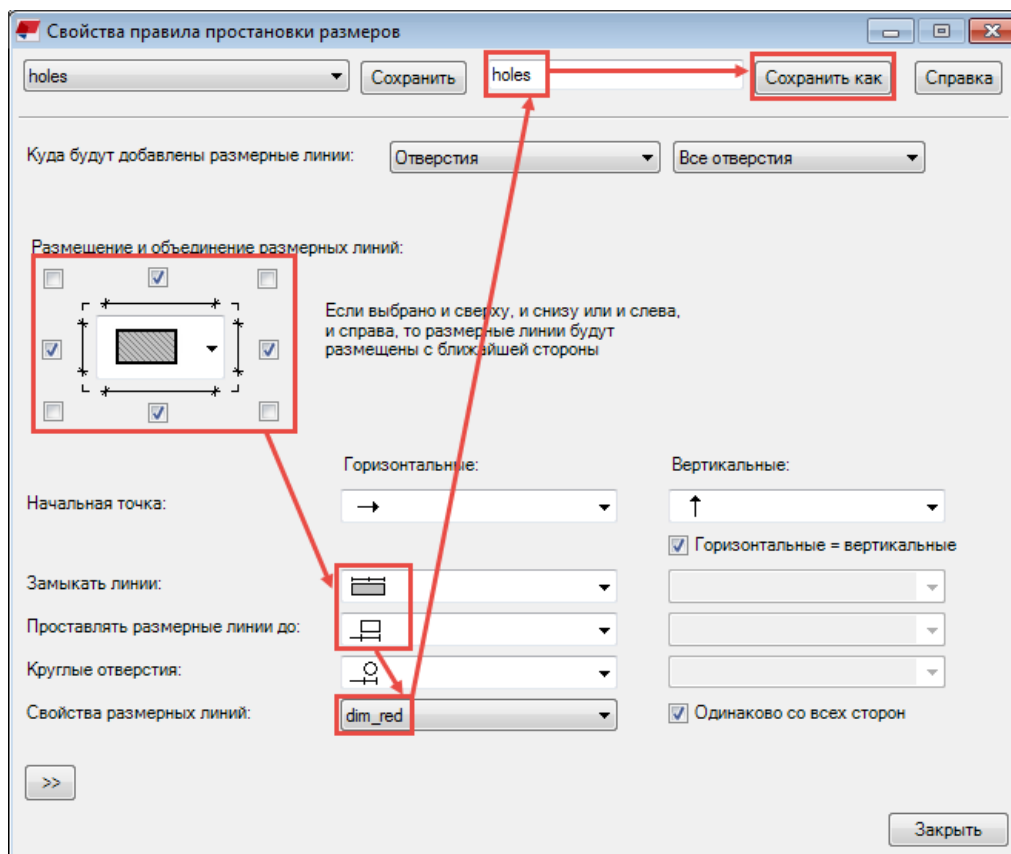 Свойства правила простановки размеров
holes Сохранить holes Сохранить как Справка
Куда будут добавлены размерные линии: Отверстия Все отверстия
Размещение и объединение размерных линий:
Если выбрано и сверху, и снизу или и слева,
и справа, то размерные линии будут
размещены с ближайшей стороны
Горизонтальные: Вертикальные:
Начальная точка:
Горизонтальные = вертикальные
Замыкать линии:
Проставлять размерные линии до:
Круглые отверстия:
Свойства размерных линий: dim_red Одинаково со всех сторон
>>
Закрыть